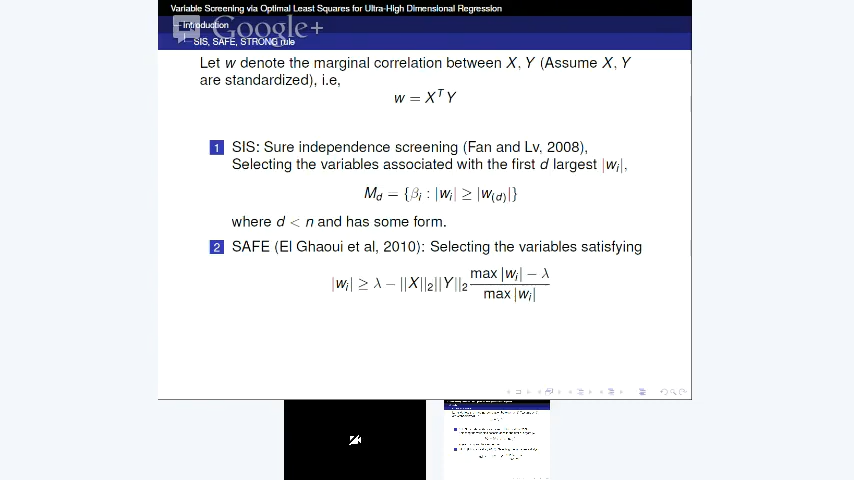 Variable Screening via Optimal Least Squares for Ultra-High Dimensional Regression
Introduction
Google+
SIS, SAFE, STRONG rule
Let w denote the marginal correlation between X, Y (Assume X, Y
are standardized), i.e,
w = X^T Y
1 SIS: Sure independence screening (Fan and Lv, 2008),
Selecting the variables associated with the first d largest |w_i|,
M_d = {β_i : |w_i| ≥ |w_(d)|}
where d < n and has some form.
2 SAFE (El Ghaoui et al, 2010): Selecting the variables satisfying
|w_i| ≥ λ − ||X||_2||Y||_2 (max |w_i| − λ) / (max |w_i|)